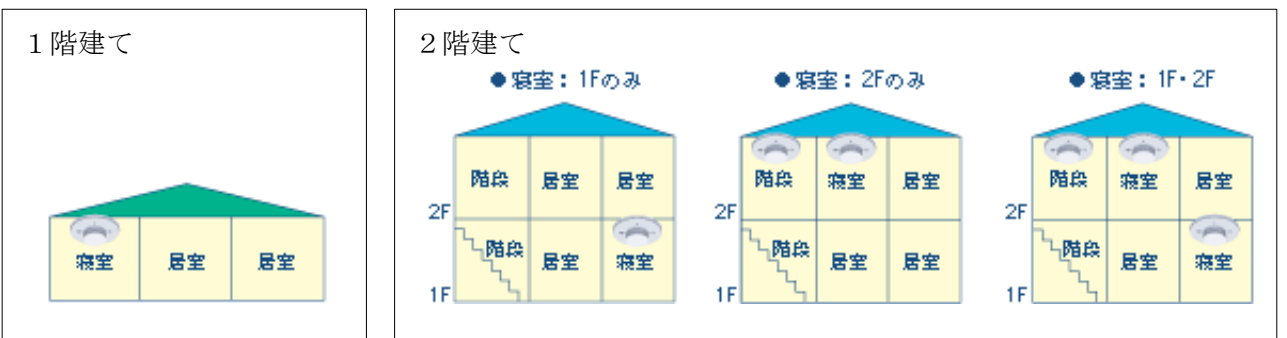 １階建て
寝室 居室 居室
２階建て
●寝室：1Fのみ
階段 居室 居室
2F
階段 居室 寝室
1F
●寝室：2Fのみ
階段 寝室 居室
2F
階段 居室 居室
1F
●寝室：1F・2F
階段 寝室 居室
2F
階段 居室 寝室
1F